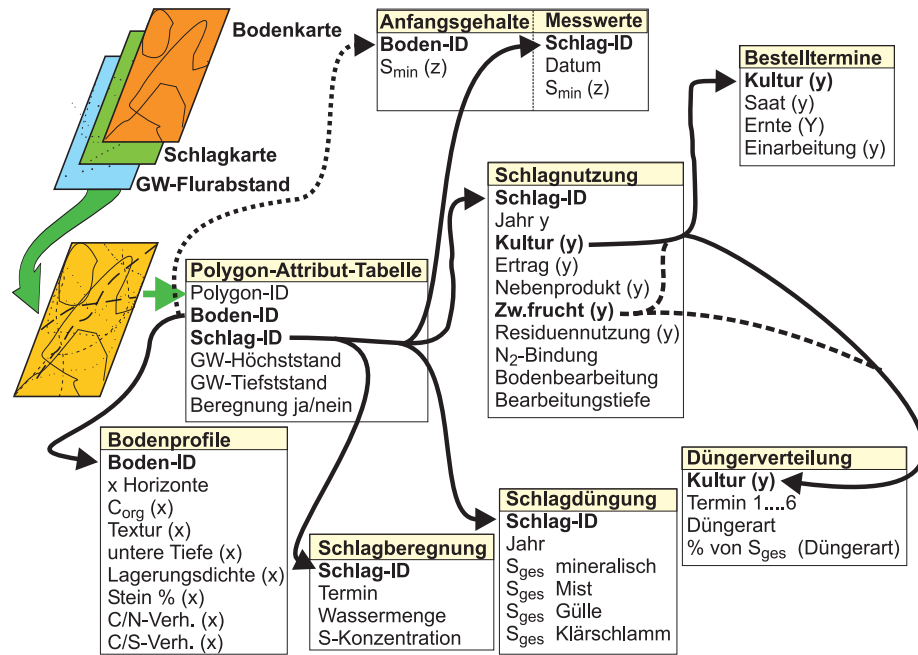 Bodenkarte
Schlagkarte
GW-Flurabstand
Anfangsgehalte
Boden-ID
Smin (z)
Messwerte
Schlag-ID
Datum
Smin (z)
Bestelltermine
Kultur (y)
Saat (y)
Ernte (Y)
Einarbeitung (y)
Schlagnutzung
Schlag-ID
Jahr y
Kultur (y)
Ertrag (y)
Nebenprodukt (y)
Zw.frucht (y)
Residuennutzung (y)
N2-Bindung
Bodenbearbeitung
Bearbeitungstiefe
Polygon-Attribut-Tabelle
Polygon-ID
Boden-ID
Schlag-ID
GW-Höchststand
GW-Tiefststand
Beregnung ja/nein
Bodenprofile
Boden-ID
x Horizonte
Corg (x)
Textur (x)
untere Tiefe (x)
Lagerungsdichte (x)
Stein % (x)
C/N-Verh. (x)
C/S-Verh. (x)
Schlagberegnung
Schlag-ID
Termin
Wassermenge
S-Konzentration
Schlagdüngung
Schlag-ID
Jahr
Sges mineralisch
Sges Mist
Sges Gülle
Sges Klärschlamm
Düngerverteilung
Kultur (y)
Termin 1....6
Düngerart
% von Sges (Düngerart)